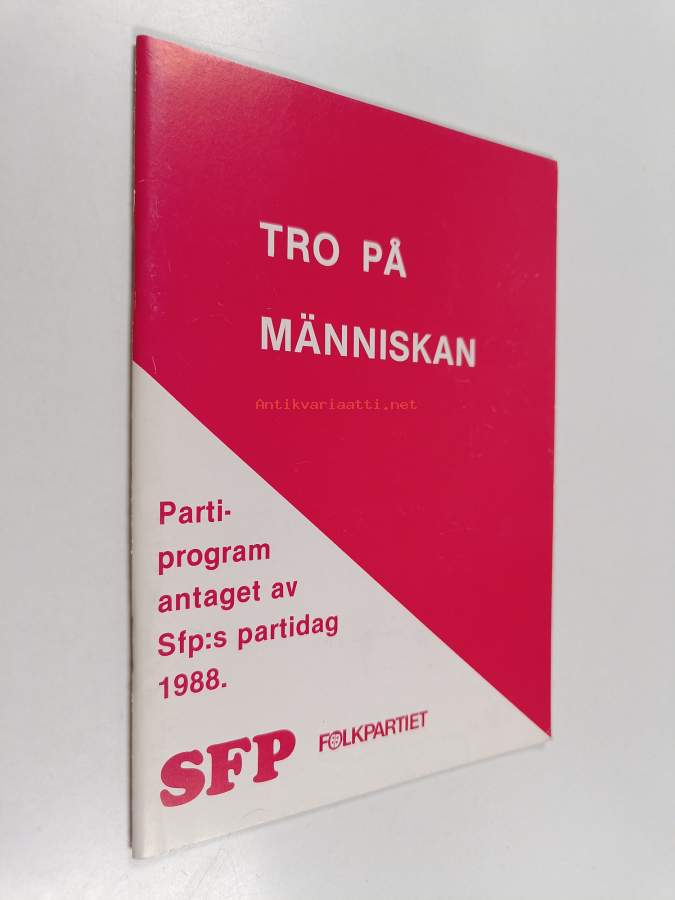 TRO PÅ
MÄNNISKAN
Antikvariaatti.net
Parti-
program
antaget av
Sfp:s partidag
1988.
SFP FOLKPARTIET